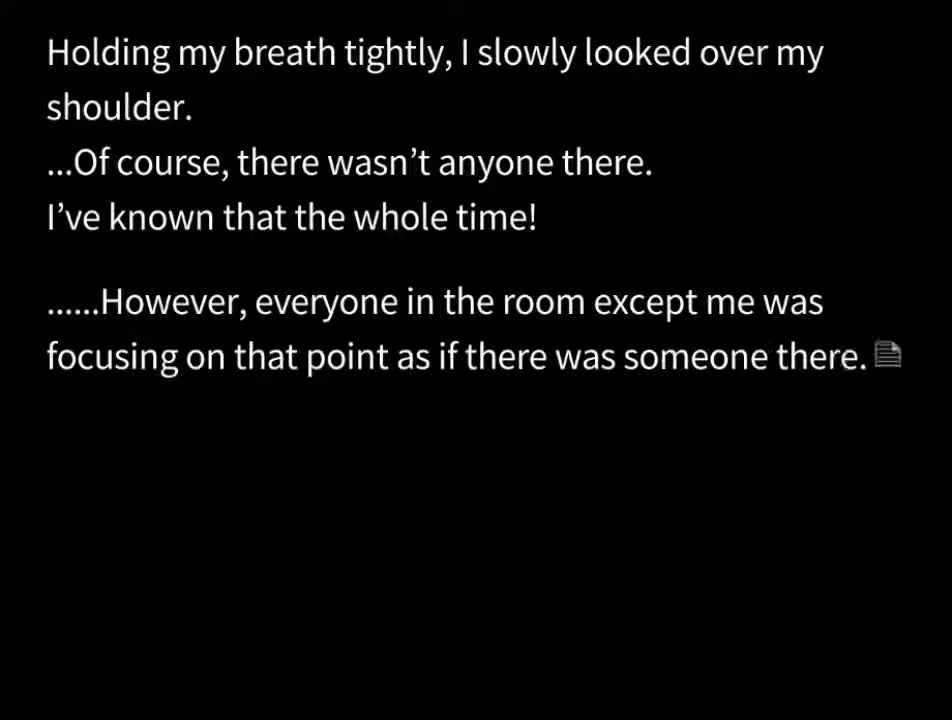 Holding my breath tightly, I slowly looked over my
shoulder.
...Of course, there wasn’t anyone there.
I’ve known that the whole time!
......However, everyone in the room except me was
focusing on that point as if there was someone there.